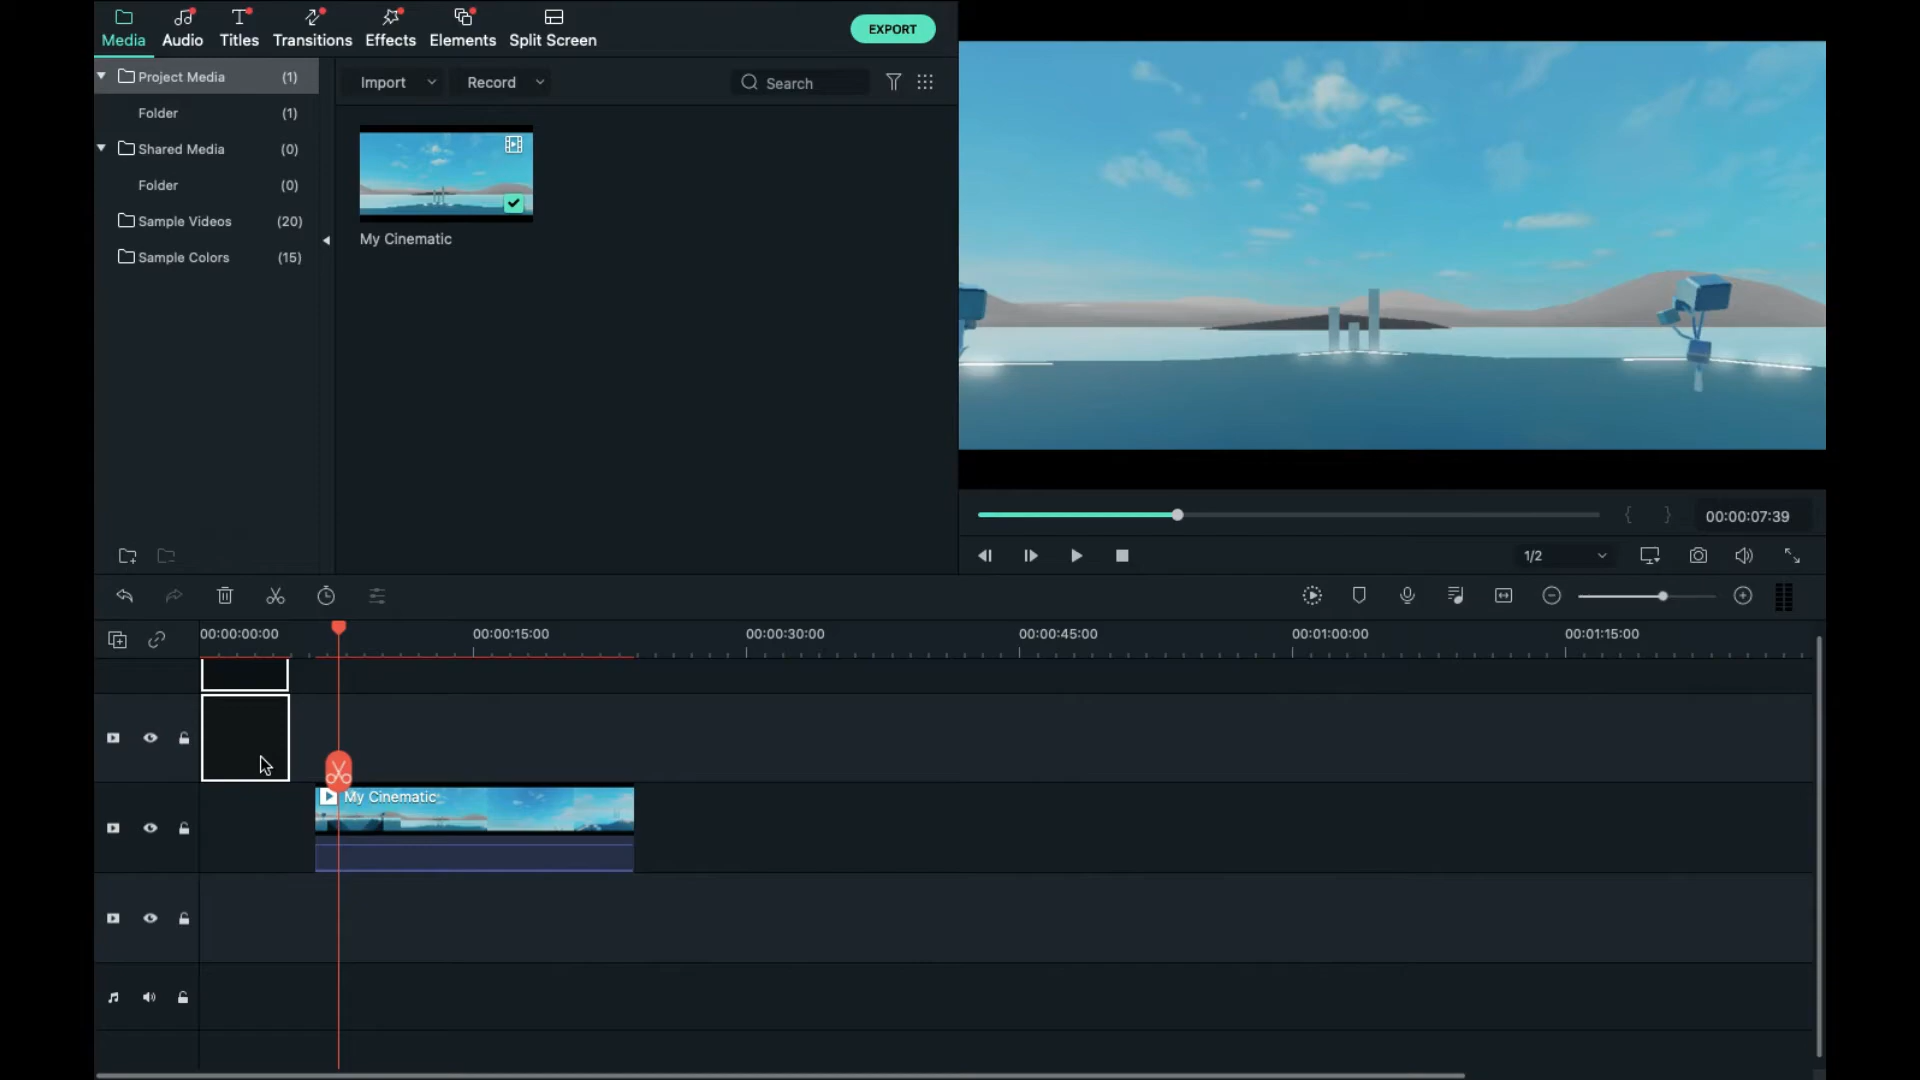 Media Audio Titles Transitions Effects Elements Split Screen EXPORT
Project Media (1)
Import Record Search
Folder (1)
Shared Media (0)
Folder (0)
Sample Videos (20)
Sample Colors (15)
My Cinematic
00:00:07:39
1/2
00:00:00:00 00:00:15:00 00:00:30:00 00:00:45:00 00:01:00:00 00:01:15:00
My Cinematic